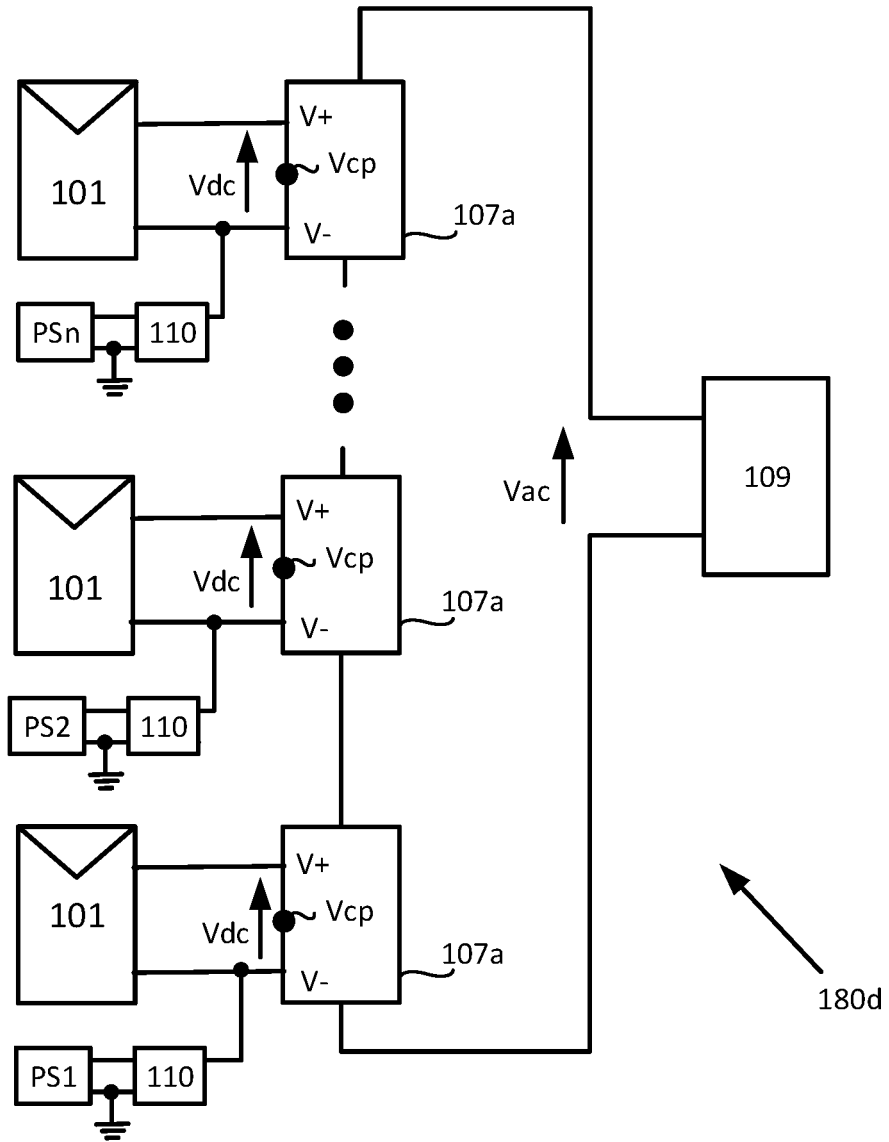 V+
101
Vdc
Vcp
107a
V-
PSn
110
V+
109
Vac
101
Vdc
Vcp
107a
V-
PS2
110
V+
101
Vdc
Vcp
107a
V-
180d
PS1
110